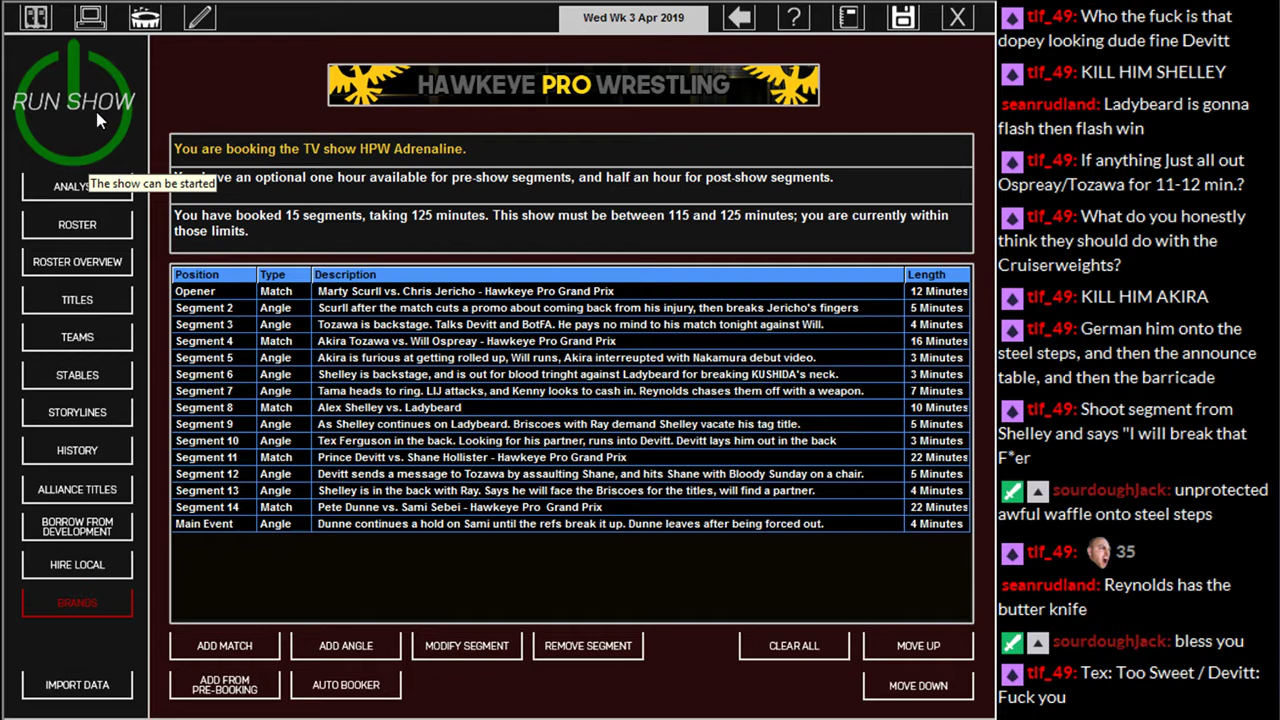 Wed Wk 3 Apr 2019
?
X
RUN SHOW
The show can be started
ANALYS
ROSTER
ROSTER OVERVIEW
TITLES
TEAMS
STABLES
STORYLINES
HISTORY
ALLIANCE TITLES
BORROW FROM
DEVELOPMENT
HIRE LOCAL
BRANDS
IMPORT DATA
HAWKEYE PRO WRESTLING
You are booking the TV show HPW Adrenaline.
have an optional one hour available for pre-show segments, and half an hour for post-show segments.
You have booked 15 segments, taking 125 minutes. This show must be between 115 and 125 minutes; you are currently within
those limits.
Position Type Description Length
Opener Match Marty Scurll vs. Chris Jericho - Hawkeye Pro Grand Prix 12 Minutes
Segment 2 Angle Scurll after the match cuts a promo about coming back from his injury, then breaks Jericho's fingers 5 Minutes
Segment 3 Angle Tozawa is backstage. Talks Devitt and BotFA. He pays no mind to his match tonight against Will. 4 Minutes
Segment 4 Match Akira Tozawa vs. Will Ospreay - Hawkeye Pro Grand Prix 16 Minutes
Segment 5 Angle Akira is furious at getting rolled up, Will runs, Akira interreupted with Nakamura debut video. 3 Minutes
Segment 6 Angle Shelley is backstage, and is out for blood tringht against Ladybeard for breaking KUSHIDA's neck. 3 Minutes
Segment 7 Angle Tama heads to ring. LIJ attacks, and Kenny looks to cash in. Reynolds chases them off with a weapon. 7 Minutes
Segment 8 Match Alex Shelley vs. Ladybeard 10 Minutes
Segment 9 Angle As Shelley continues on Ladybeard. Briscoes with Ray demand Shelley vacate his tag title. 5 Minutes
Segment 10 Angle Tex Ferguson in the back. Looking for his partner, runs into Devitt. Devitt lays him out in the back 3 Minutes
Segment 11 Match Prince Devitt vs. Shane Hollister - Hawkeye Pro Grand Prix 22 Minutes
Segment 12 Angle Devitt sends a message to Tozawa by assaulting Shane, and hits Shane with Bloody Sunday on a chair. 5 Minutes
Segment 13 Angle Shelley is in the back with Ray. Says he will face the Briscoes for the titles, will find a partner. 4 Minutes
Segment 14 Match Pete Dunne vs. Sami Sebei - Hawkeye Pro Grand Prix 22 Minutes
Main Event Angle Dunne continues a hold on Sami until the refs break it up. Dunne leaves after being forced out. 4 Minutes
ADD MATCH
ADD ANGLE
MODIFY SEGMENT
REMOVE SEGMENT
CLEAR ALL
MOVE UP
ADD FROM
PRE-BOOKING
AUTO BOOKER
MOVE DOWN
tlf_49: Who the fuck is that
dopey looking dude fine Devitt
tlf_49: KILL HIM SHELLEY
seanrudland: Ladybeard is gonna
flash then flash win
tlf_49: If anything Just all out
Ospreay/Tozawa for 11-12 min.?
tlf_49: What do you honestly
think they should do with the
Cruiserweights?
tlf_49: KILL HIM AKIRA
tlf_49: German him onto the
steel steps, and then the announce
table, and then the barricade
tlf_49: Shoot segment from
Shelley and says "I will break that
F*er
sourdoughjack: unprotected
awful waffle onto steel steps
tlf_49: 35
seanrudland: Reynolds has the
butter knife
sourdoughjack: bless you
tlf_49: Tex: Too Sweet / Devitt:
Fuck you